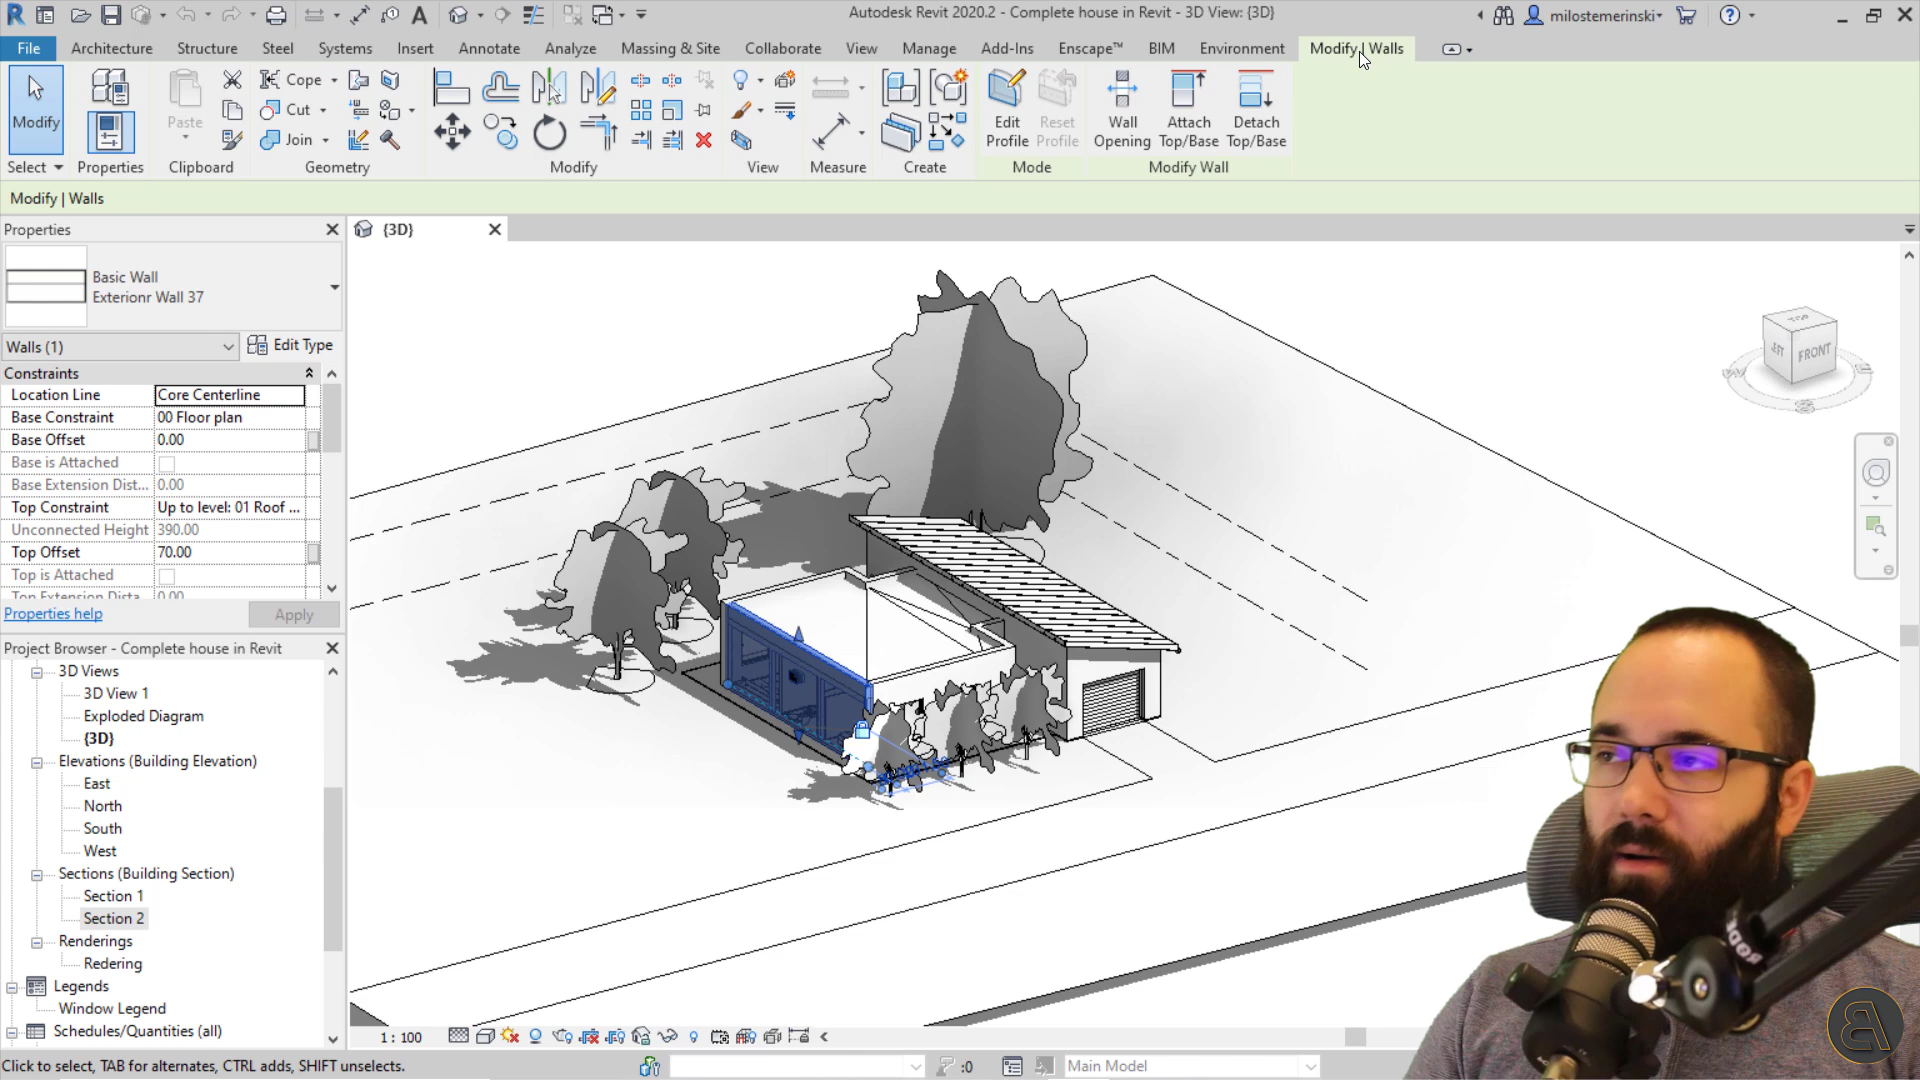 Autodesk Revit 2020.2 - Complete house in Revit - 3D View: {3D}
milostemerinski
File Architecture Structure Steel Systems Insert Annotate Analyze Massing & Site Collaborate View Manage Add-Ins Enscape™ BIM Environment Modify | Walls
Modify
Paste
Cope
Cut
Join
Edit Profile
Reset Profile
Wall Opening
Attach Top/Base
Detach Top/Base
Select Properties Clipboard Geometry Modify View Measure Create Mode Modify Wall
Modify | Walls
Properties
{3D}
Basic Wall
Exterionr Wall 37
Walls (1) Edit Type
Constraints
Location Line Core Centerline
Base Constraint 00 Floor plan
Base Offset 0.00
Base is Attached
Base Extension Dist... 0.00
Top Constraint Up to level: 01 Roof ...
Unconnected Height 390.00
Top Offset 70.00
Top is Attached
Top Extension Dista... 0.00
Properties help Apply
Project Browser - Complete house in Revit
3D Views
3D View 1
Exploded Diagram
{3D}
Elevations (Building Elevation)
East
North
South
West
Sections (Building Section)
Section 1
Section 2
Renderings
Redering
Legends
Window Legend
Schedules/Quantities (all)
TOP
LEFT
FRONT
RODE
1 : 100
Click to select, TAB for alternates, CTRL adds, SHIFT unselects.
:0
Main Model